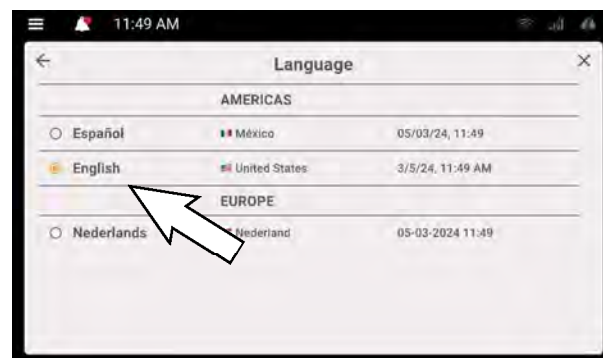 11:49 AM
Language
AMERICAS
Español México 05/03/24, 11:49
English United States 3/5/24, 11:49 AM
EUROPE
Nederlands Nederland 05-03-2024 11:49